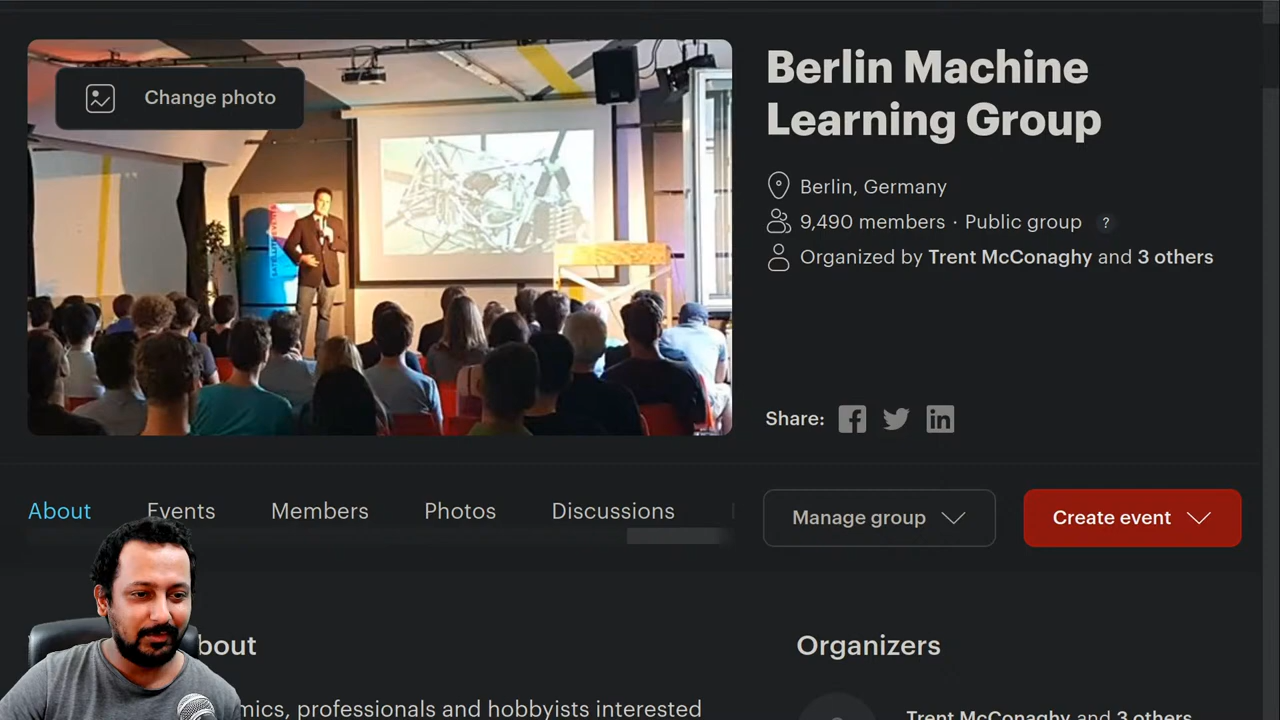 Change photo
Berlin Machine
Learning Group
Berlin, Germany
9,490 members · Public group ?
Organized by Trent McConaghy and 3 others
Share:
About
Events
Members
Photos
Discussions
Manage group
Create event
bout
Organizers
mics, professionals and hobbyists interested
Trent McConaghy and 3 others